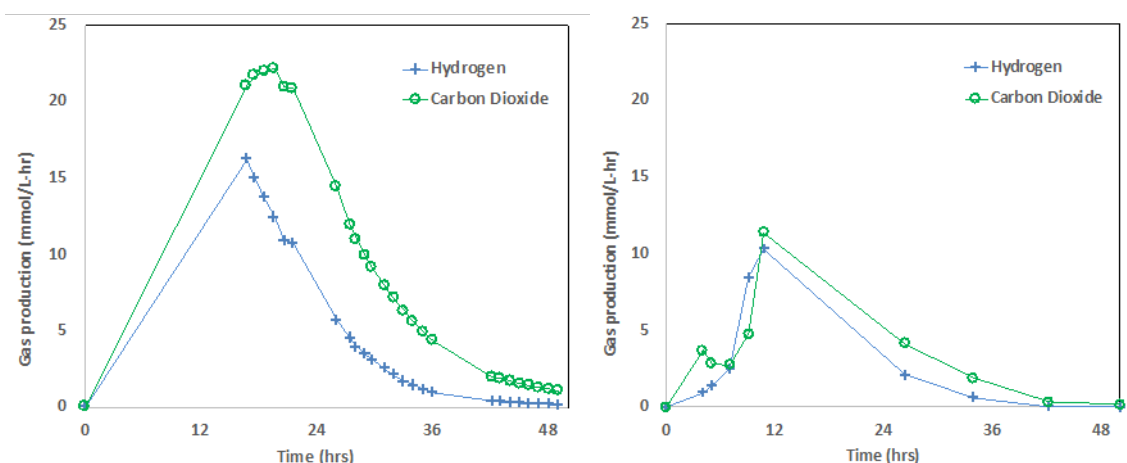 25
20
15
10
5
0
Gas production (mmol/L-hr)
Hydrogen
Carbon Dioxide
0 12 24 36 48
Time (hrs)
25
20
15
10
5
0
Gas production (mmol/L-hr)
Hydrogen
Carbon Dioxide
0 12 24 36 48
Time (hrs)